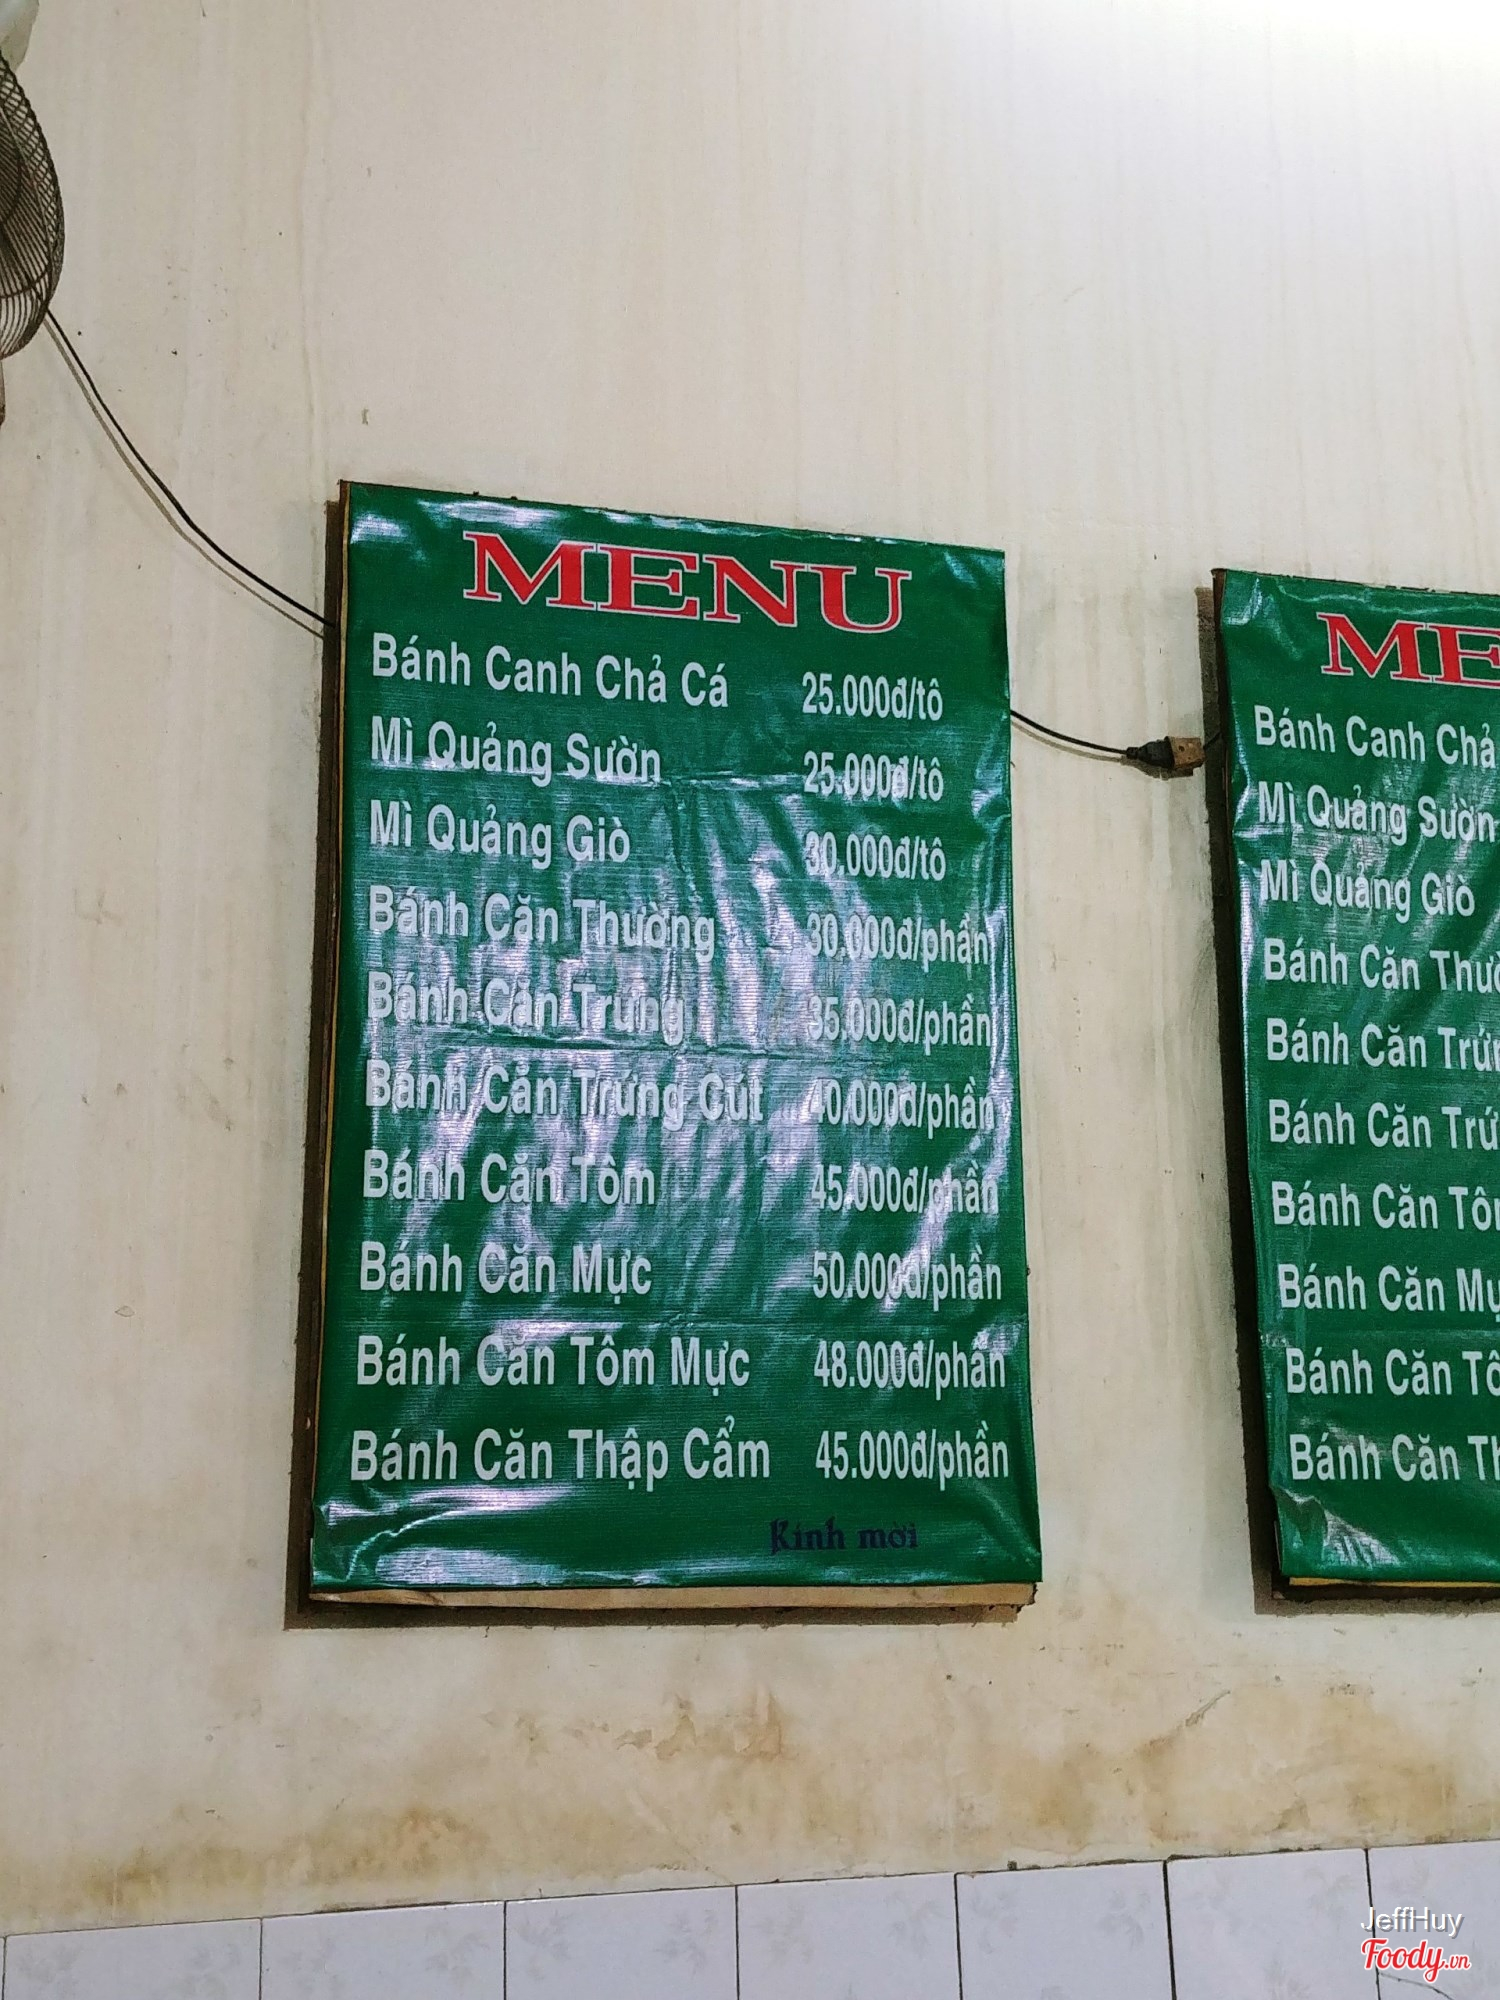 MENU
Bánh Canh Chả Cá 25.000đ/tô
Mì Quảng Sườn 25.000đ/tô
Mì Quảng Giò 30.000đ/tô
Bánh Căn Thường 30.000đ/phần
Bánh Căn Trứng 35.000đ/phần
Bánh Căn Trứng Cút 40.000đ/phần
Bánh Căn Tôm 45.000đ/phần
Bánh Căn Mực 50.000đ/phần
Bánh Căn Tôm Mực 48.000đ/phần
Bánh Căn Thập Cẩm 45.000đ/phần
Kính mời
Bánh Canh Chả
Mì Quảng Sườn
Mì Quảng Giò
Bánh Căn
Bánh Căn
Bánh Căn
Bánh Căn
Bánh Căn
Bánh Căn
Bánh Căn
JeffHuy
Foody.vn